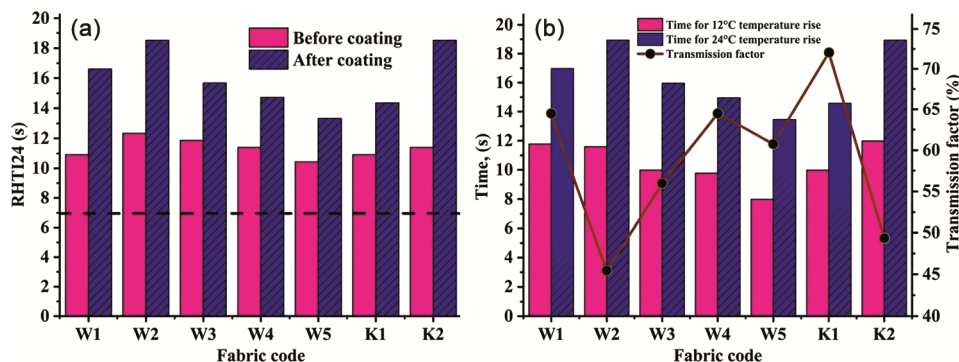 (a)
Before coating
After coating
RHTI24 (s)
20
18
16
14
12
10
8
6
4
2
0
W1 W2 W3 W4 W5 K1 K2
Fabric code
(b)
Time for 12°C temperature rise
Time for 24°C temperature rise
Transmission factor
Time, (s)
20
18
16
14
12
10
8
6
4
2
0
W1 W2 W3 W4 W5 K1 K2
Fabric code
75
70
65
60
55
50
45
40
Transmission factor (%)